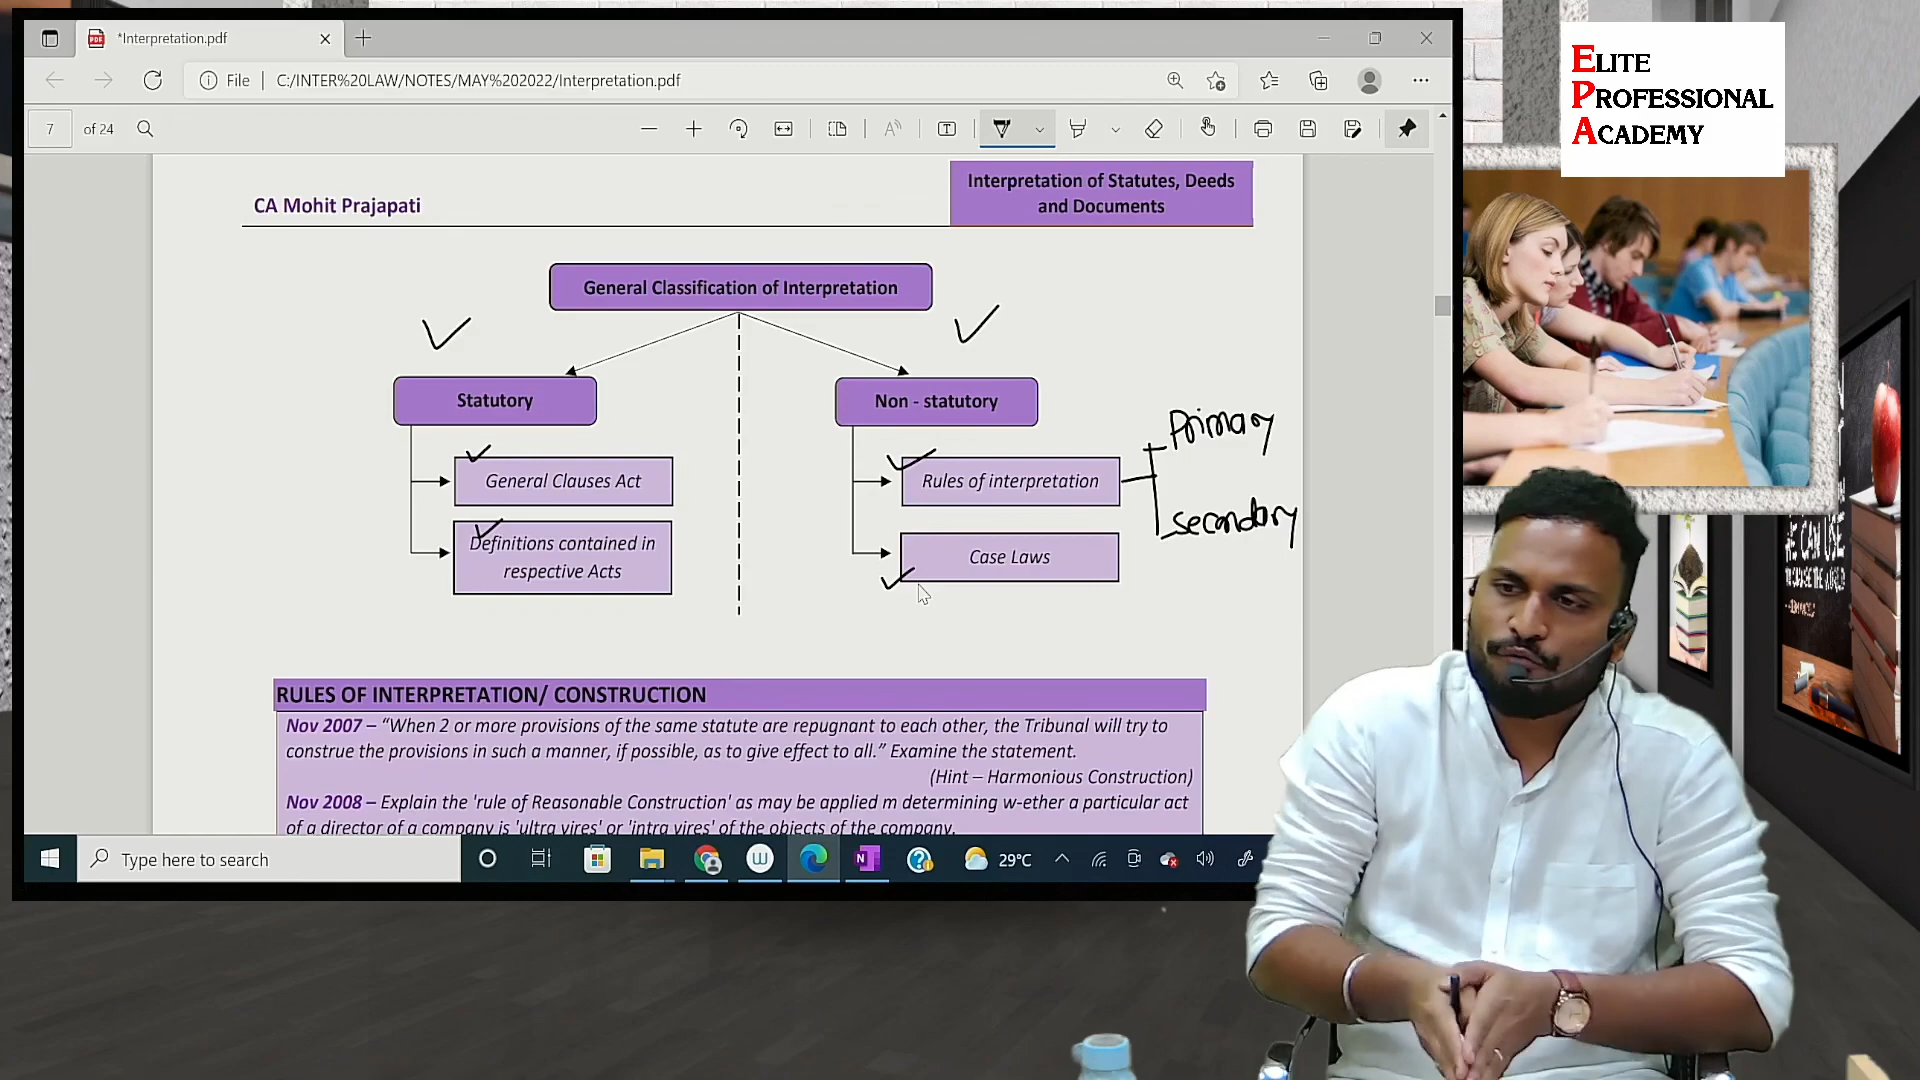 *Interpretation.pdf
File
C:/INTER%20LAW/NOTES/MAY%202022/Interpretation.pdf
7 of 24
ELITE
PROFESSIONAL
ACADEMY
CA Mohit Prajapati
Interpretation of Statutes, Deeds
and Documents
General Classification of Interpretation
Statutory
Non - statutory
Primary
General Clauses Act
Rules of interpretation
secondary
Definitions contained in
respective Acts
Case Laws
RULES OF INTERPRETATION/ CONSTRUCTION
Nov 2007 – “When 2 or more provisions of the same statute are repugnant to each other, the Tribunal will try to
construe the provisions in such a manner, if possible, as to give effect to all.” Examine the statement.
(Hint – Harmonious Construction)
Nov 2008 – Explain the 'rule of Reasonable Construction' as may be applied m determining w-ether a particular act
of a director of a company is 'ultra vires' or 'intra vires' of the objects of the company.
Type here to search
29°C